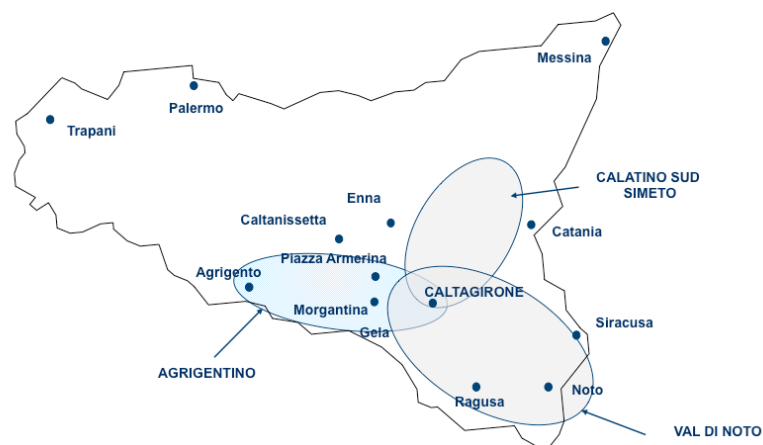 Messina
Palermo
Trapani
CALATINO SUD
SIMETO
Enna
Caltanissetta
Catania
Piazza Armerina
Agrigento
CALTAGIRONE
Morgantina
Siracusa
Gela
AGRIGENTINO
Noto
Ragusa
VAL DI NOTO